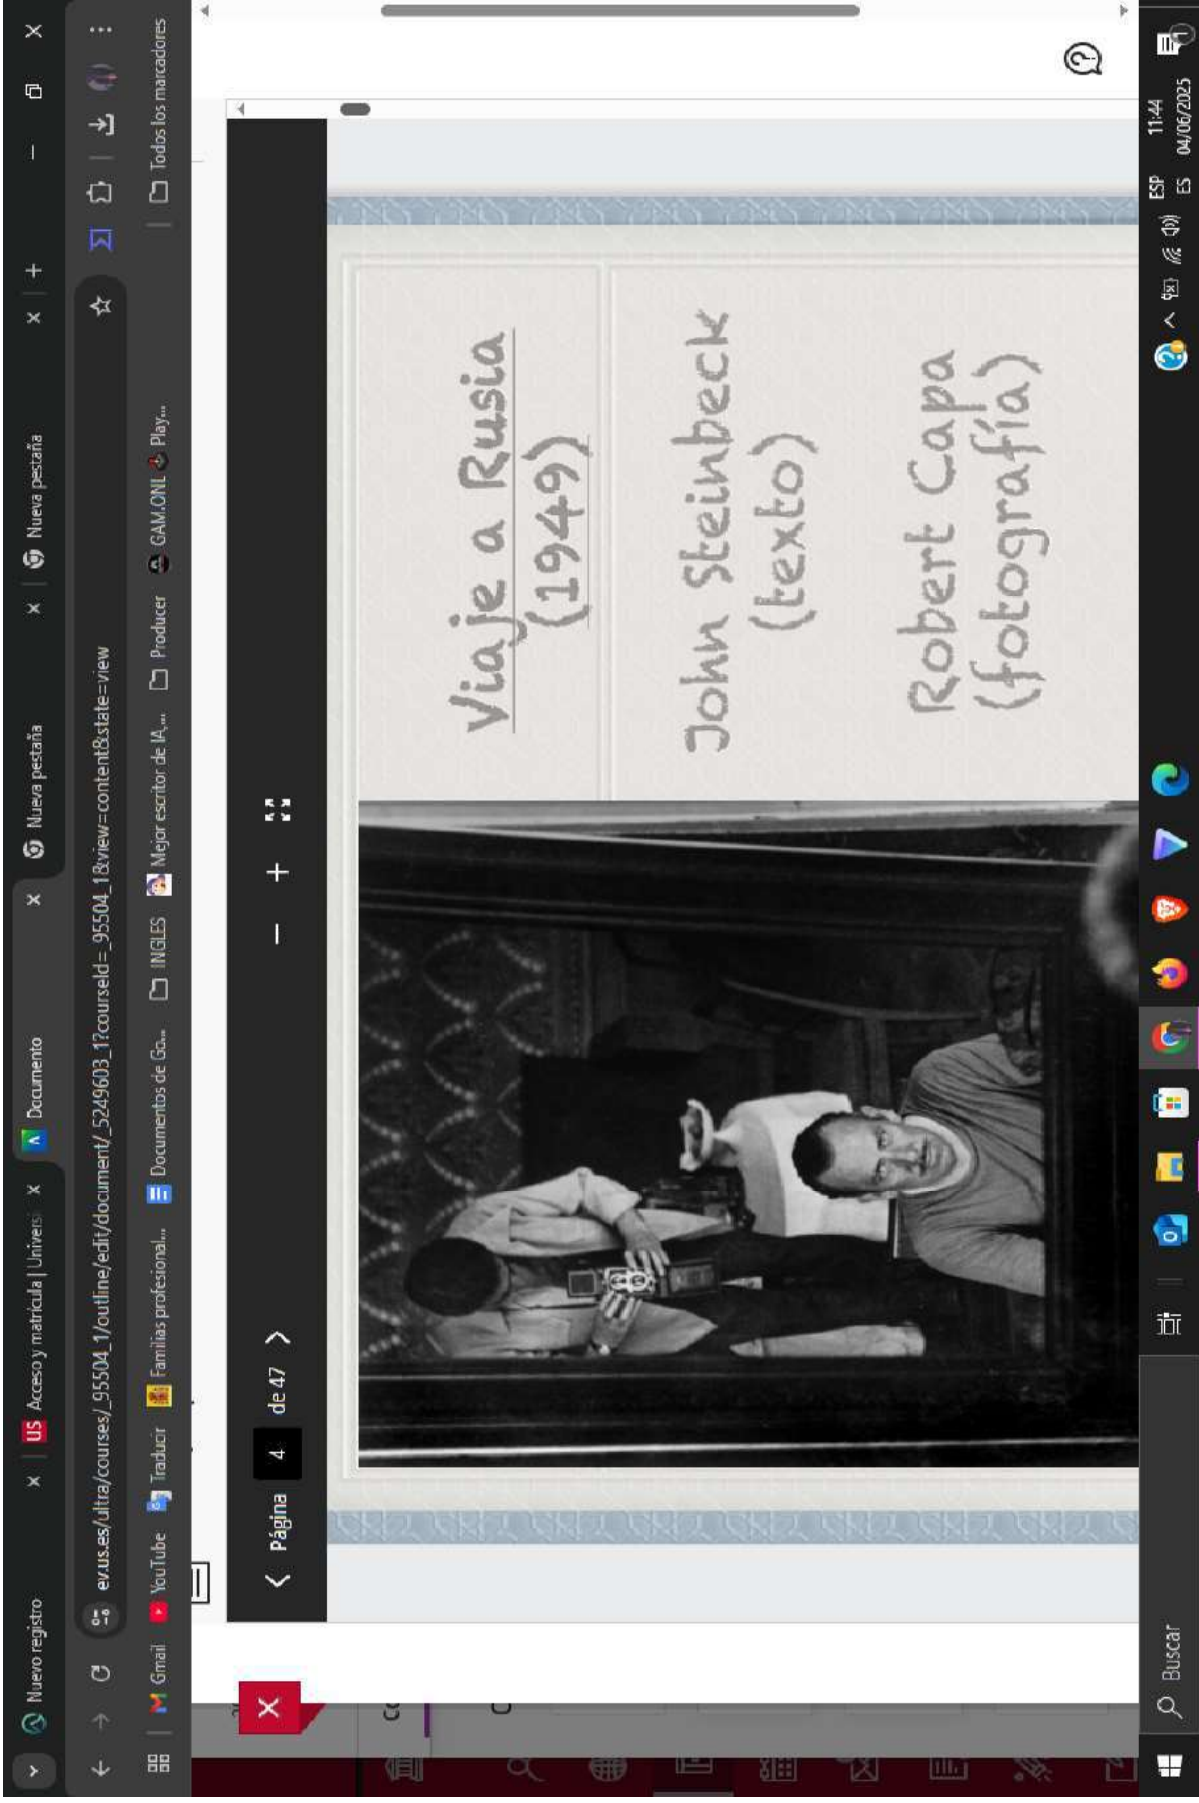 Nuevo registro
Acceso y matrícula | Universi
Documento
Nueva pestaña
Nueva pestaña
ev.us.es/ultra/courses/_95504_1/outline/edit/document/_5249603_1?courseId=_95504_1&view=content&state=view
Gmail
YouTube
Traducir
Familias profesional...
Documentos de Go...
INGLES
Mejor escritor de IA,...
Producer
GAM.ONL
Play...
Todos los marcadores
Página 4 de 47
Viaje a Rusia
(1949)
John Steinbeck
(texto)
Robert Capa
(fotografía)
Buscar
ESP
ES
11:44
04/06/2025